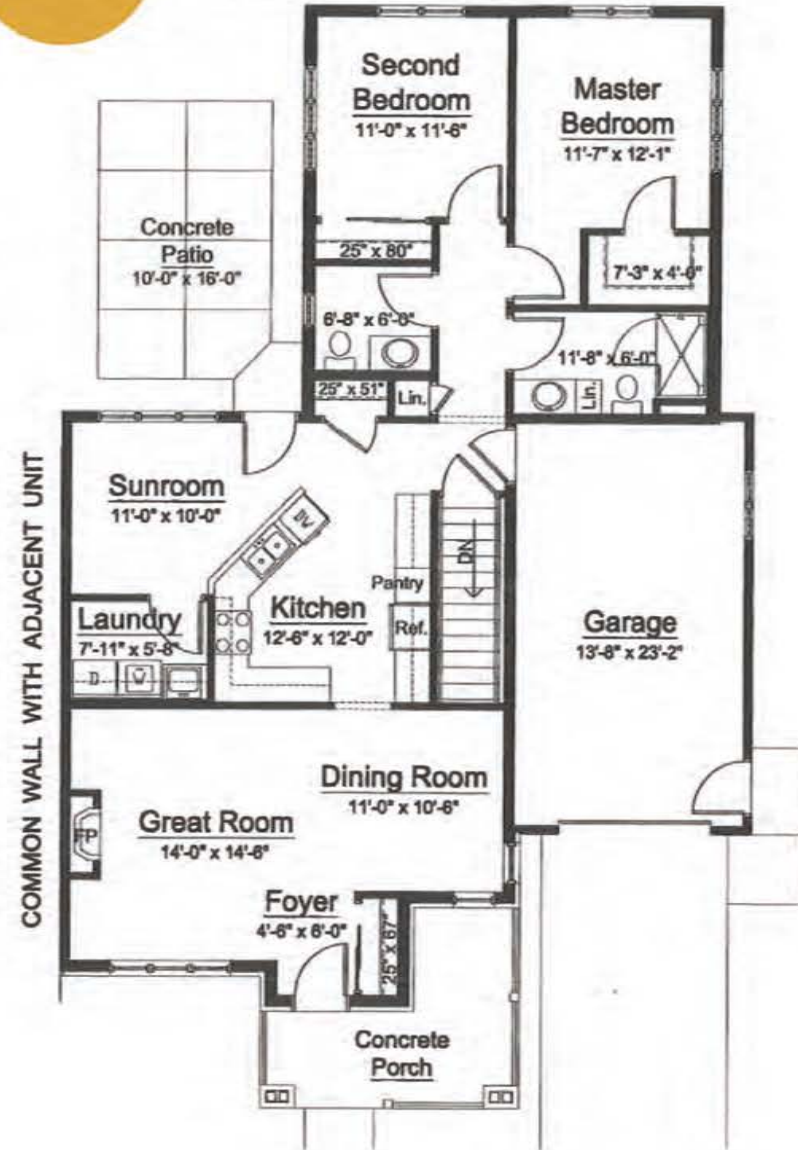 Second
Bedroom
11'-0" x 11'-6"
Master
Bedroom
11'-7" x 12'-1"
25" x 80"
7'-3" x 4'-6"
Concrete
Patio
10'-0" x 16'-0"
6'-8" x 6'-0"
11'-8" x 6'-0"
25" x 51"
Lin.
Lin.
Sunroom
11'-0" x 10'-0"
DW
DN
Pantry
Kitchen
12'-6" x 12'-0"
Ref.
Laundry
7'-11" x 5'-8"
D
W
Garage
13'-8" x 23'-2"
COMMON WALL WITH ADJACENT UNIT
Dining Room
11'-0" x 10'-6"
Great Room
14'-0" x 14'-6"
FP
Foyer
4'-6" x 6'-0"
25" x 67"
Concrete
Porch